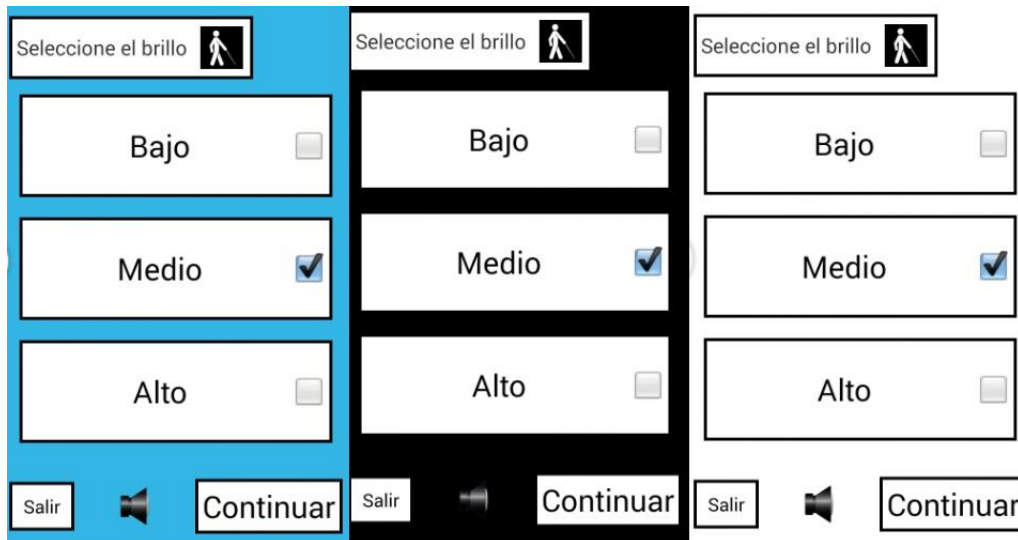 Seleccione el brillo
Bajo
Medio
Alto
Salir
Continuar
Seleccione el brillo
Bajo
Medio
Alto
Salir
Continuar
Seleccione el brillo
Bajo
Medio
Alto
Salir
Continuar